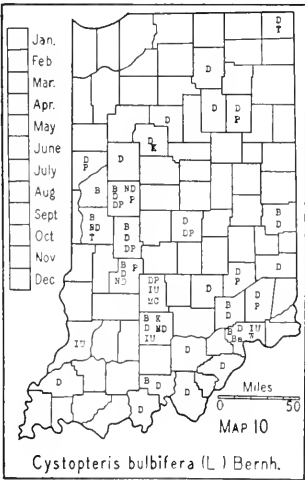 Jan.
Feb
Mar.
Apr.
May
June
July
Aug
Sept
Oct
Nov
Dec
D
T
D
D
P
D
D
K
D
P
D
B
B ND
D P
DP
B
ND
T
B
D
DP
D
DP
B
D
B P
D
ND
D
P
D
DP
IU
MC
B
D
D
P
B K
D ND
IU
B D IU
Ba
IU
D
D
D
B D
D
D
D
Miles
0 50
MAP 10
Cystopteris bulbifera (L.) Bernh.